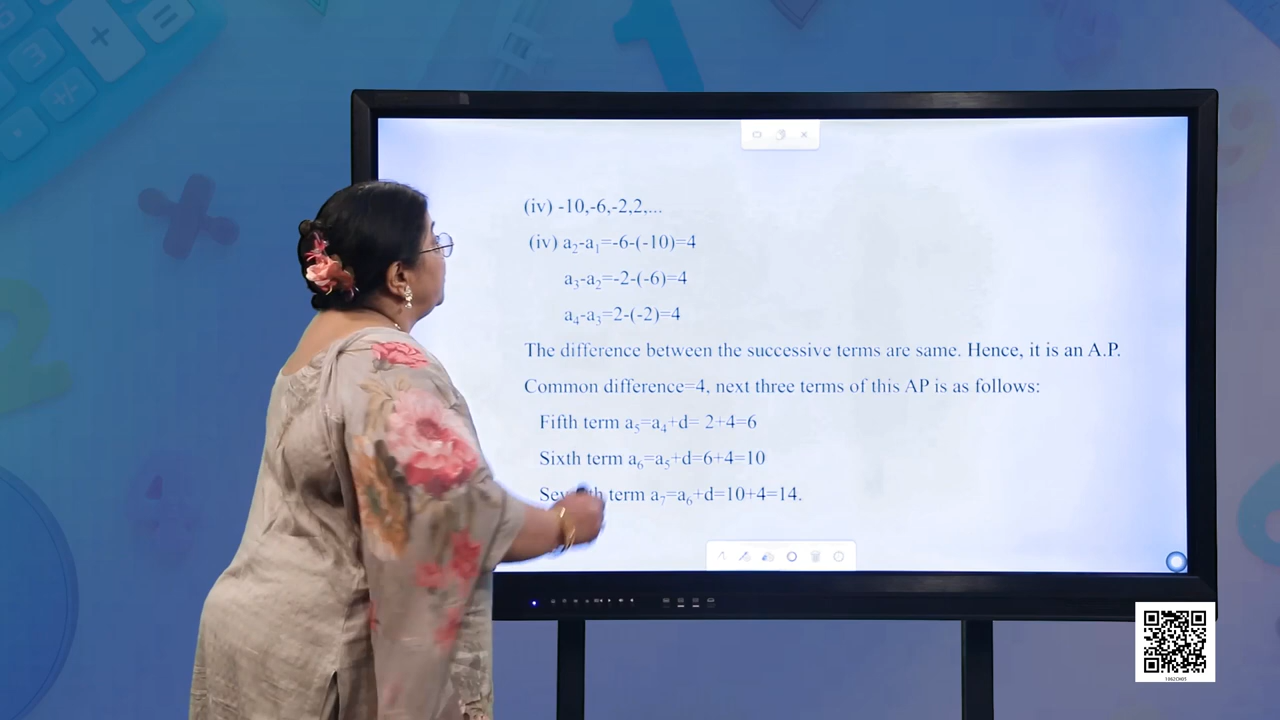 (iv) -10,-6,-2,2,...
(iv) a₂-a₁=-6-(-10)=4
a₃-a₂=-2-(-6)=4
a₄-a₃=2-(-2)=4
The difference between the successive terms are same. Hence, it is an A.P.
Common difference=4, next three terms of this AP is as follows:
Fifth term a₅=a₄+d= 2+4=6
Sixth term a₆=a₅+d=6+4=10
term a₇=a₆+d=10+4=14.
1062CH05